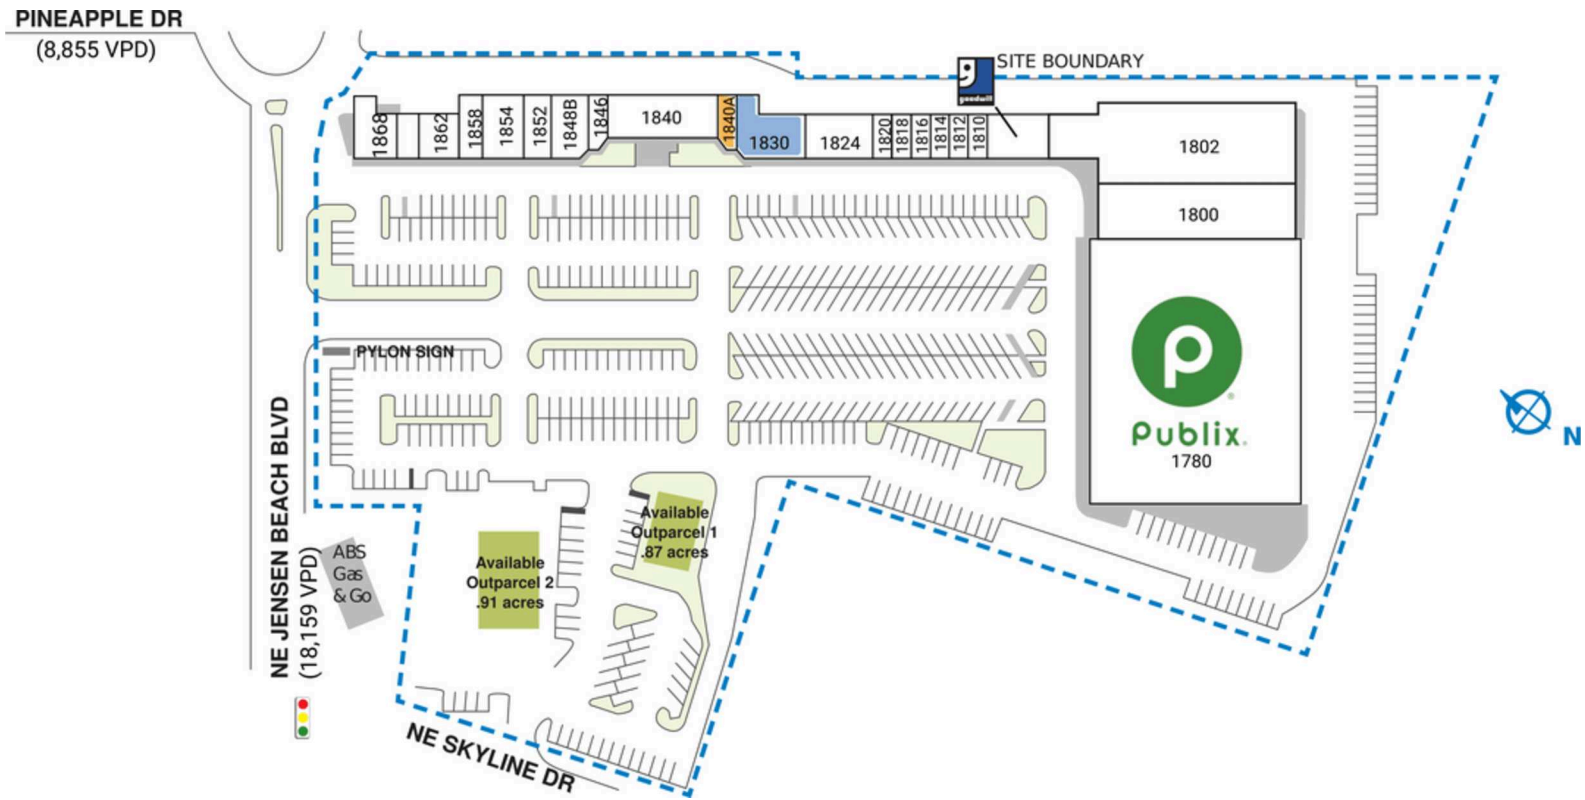 PINEAPPLE DR
(8,855 VPD)
SITE BOUNDARY
goodwill
1868
1862
1858
1854
1852
1848B
1846
1840
1840A
1830
1824
1820
1818
1816
1814
1812
1810
1802
1800
PYLON SIGN
Publix.
1780
N
NE JENSEN BEACH BLVD
(18,159 VPD)
ABS
Gas
& Go
Available
Outparcel 1
.87 acres
Available
Outparcel 2
.91 acres
NE SKYLINE DR